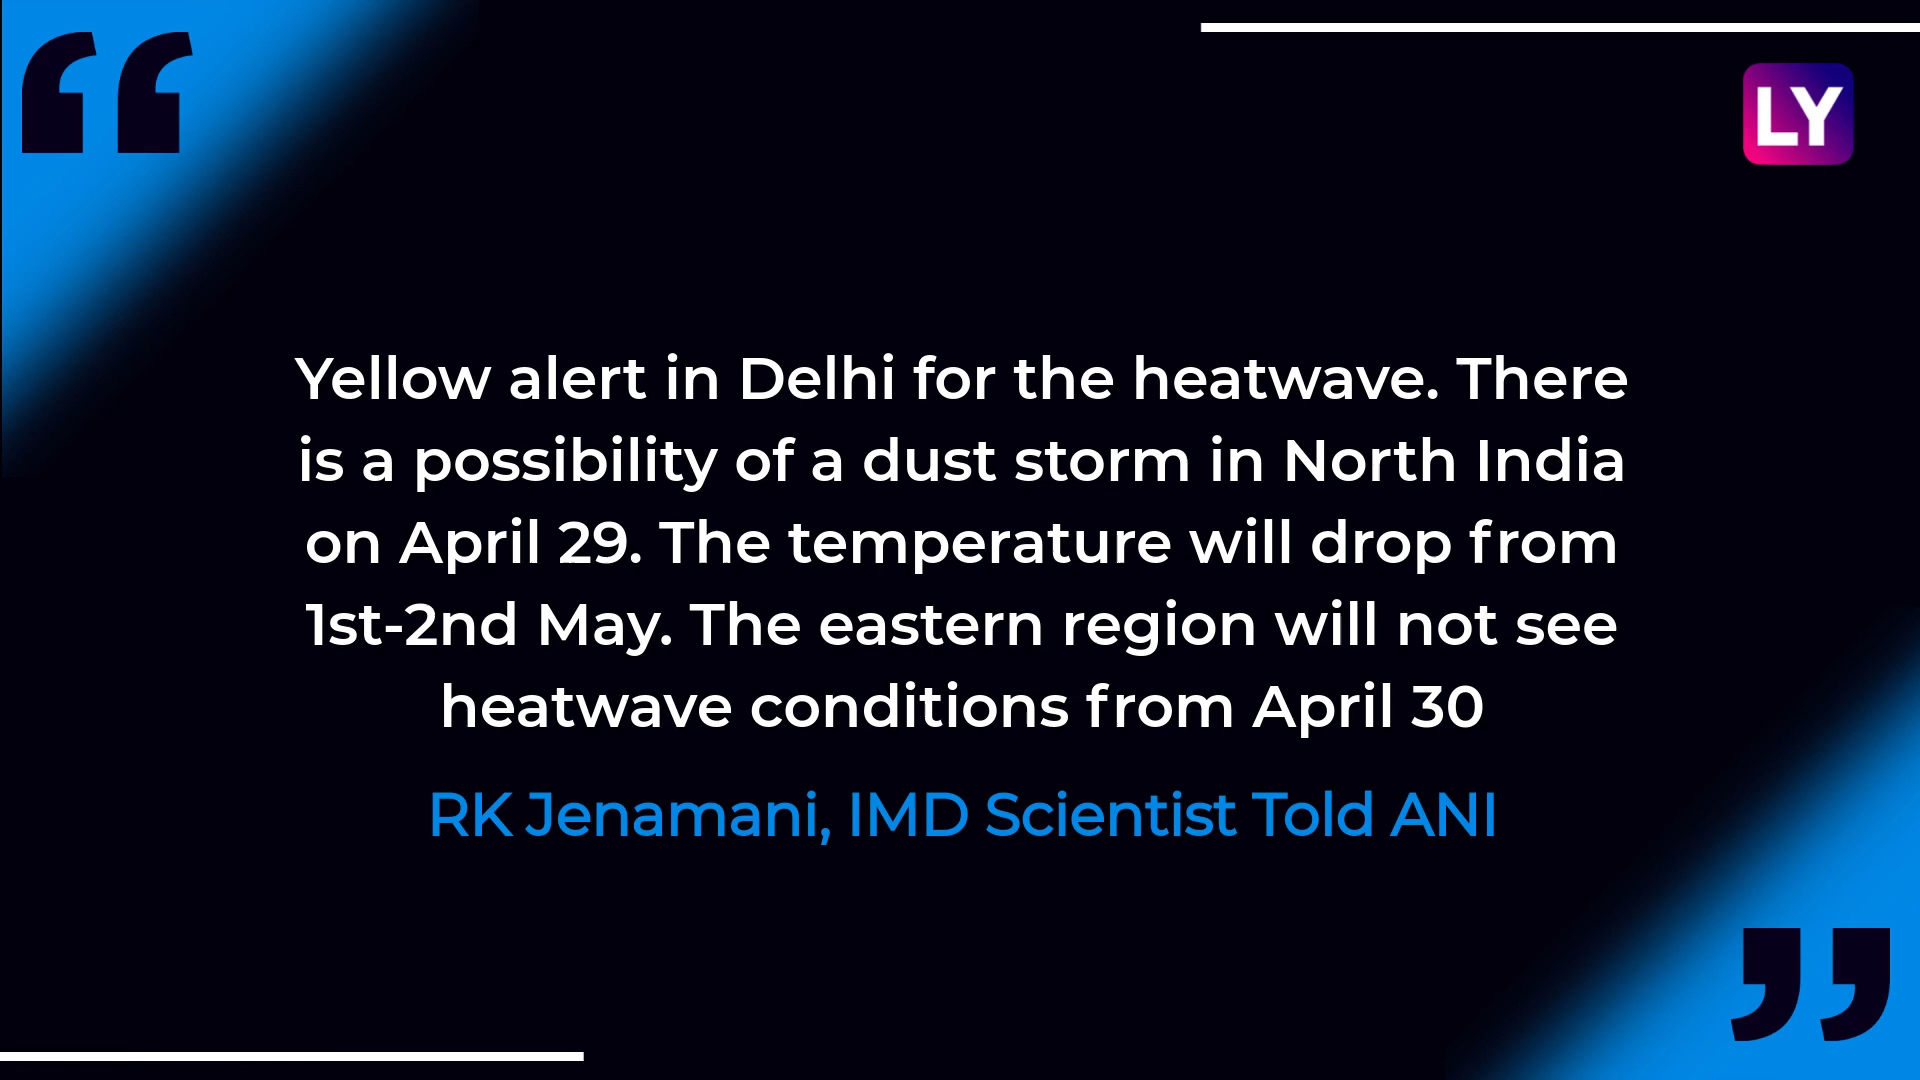 LY
Yellow alert in Delhi for the heatwave. There
is a possibility of a dust storm in North India
on April 29. The temperature will drop from
1st-2nd May. The eastern region will not see
heatwave conditions from April 30
RK Jenamani, IMD Scientist Told ANI